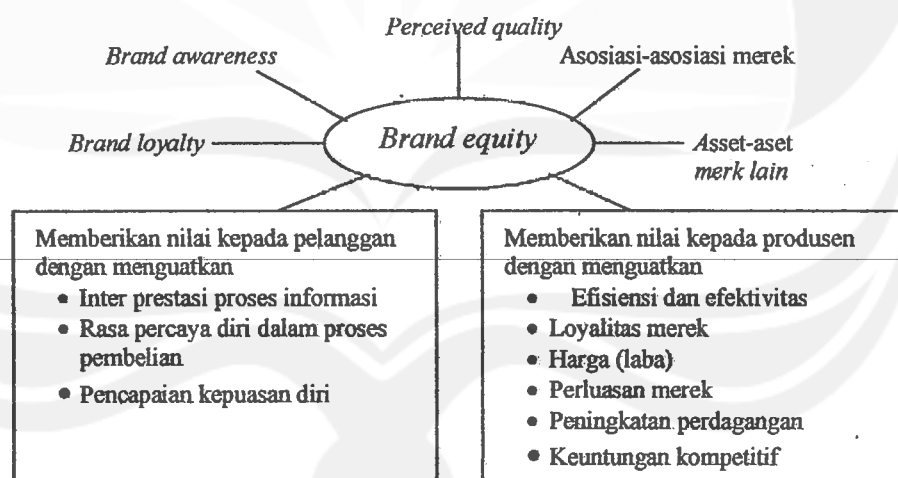 Perceived quality
Brand awareness
Asosiasi-asosiasi merek
Brand loyalty
Brand equity
Asset-aset
merk lain
Memberikan nilai kepada pelanggan
dengan menguatkan
• Inter prestasi proses informasi
• Rasa percaya diri dalam proses
pembelian
• Pencapaian kepuasan diri
Memberikan nilai kepada produsen
dengan menguatkan
• Efisiensi dan efektivitas
• Loyalitas merek
• Harga (laba)
• Perluasan merek
• Peningkatan perdagangan
• Keuntungan kompetitif